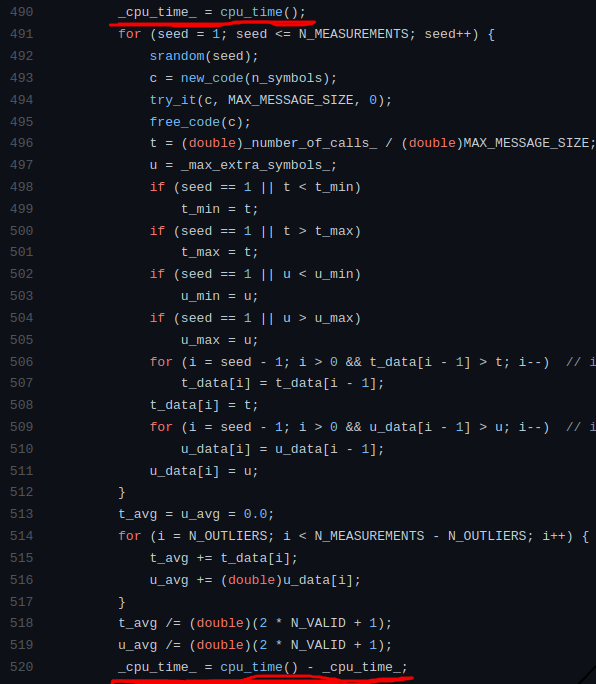 490 _cpu_time_ = cpu_time();
491 for (seed = 1; seed <= N_MEASUREMENTS; seed++) {
492 srandom(seed);
493 c = new_code(n_symbols);
494 try_it(c, MAX_MESSAGE_SIZE, 0);
495 free_code(c);
496 t = (double)_number_of_calls_ / (double)MAX_MESSAGE_SIZE;
497 u = _max_extra_symbols_;
498 if (seed == 1 || t < t_min)
499 t_min = t;
500 if (seed == 1 || t > t_max)
501 t_max = t;
502 if (seed == 1 || u < u_min)
503 u_min = u;
504 if (seed == 1 || u > u_max)
505 u_max = u;
506 for (i = seed - 1; i > 0 && t_data[i - 1] > t; i--) // i
507 t_data[i] = t_data[i - 1];
508 t_data[i] = t;
509 for (i = seed - 1; i > 0 && u_data[i - 1] > u; i--) // i
510 u_data[i] = u_data[i - 1];
511 u_data[i] = u;
512 }
513 t_avg = u_avg = 0.0;
514 for (i = N_OUTLIERS; i < N_MEASUREMENTS - N_OUTLIERS; i++) {
515 t_avg += t_data[i];
516 u_avg += (double)u_data[i];
517 }
518 t_avg /= (double)(2 * N_VALID + 1);
519 u_avg /= (double)(2 * N_VALID + 1);
520 _cpu_time_ = cpu_time() - _cpu_time_;